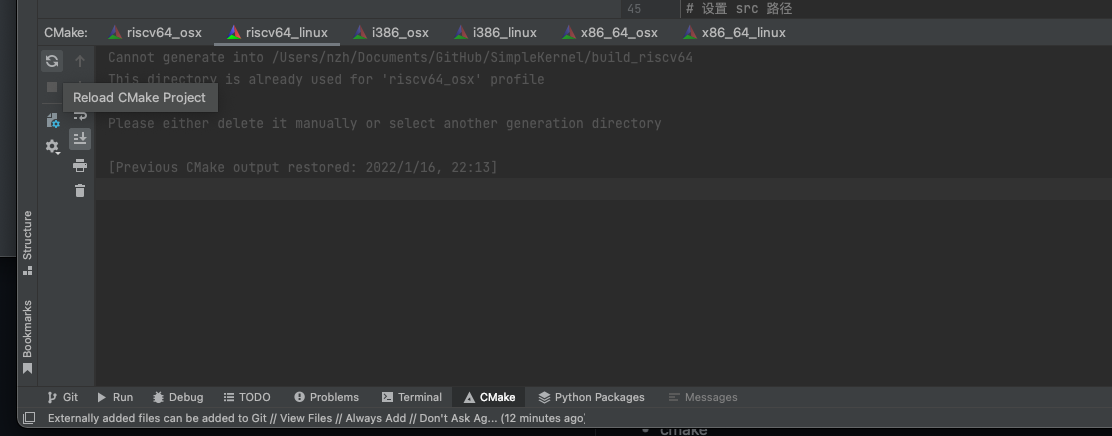 45 # 设置 src 路径
CMake: riscv64_osx riscv64_linux i386_osx i386_linux x86_64_osx x86_64_linux
Cannot generate into /Users/nzh/Documents/GitHub/SimpleKernel/build_riscv64
This directory is already used for 'riscv64_osx' profile
Reload CMake Project
Please either delete it manually or select another generation directory
[Previous CMake output restored: 2022/1/16, 22:13]
Structure
Bookmarks
Git Run Debug TODO Problems Terminal CMake Python Packages Messages
Externally added files can be added to Git // View Files // Always Add // Don't Ask Ag... (12 minutes ago)
cmake